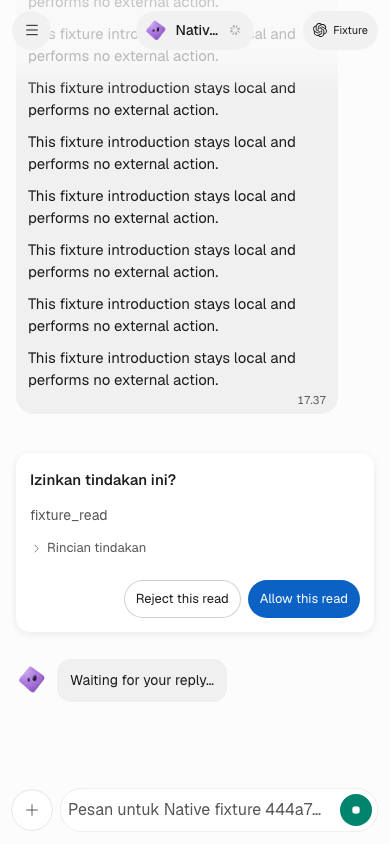 performs no external action.
Nativ...
Fixture
This fixture introduction stays local and
performs no external action.
This fixture introduction stays local and
performs no external action.
This fixture introduction stays local and
performs no external action.
This fixture introduction stays local and
performs no external action.
This fixture introduction stays local and
performs no external action.
This fixture introduction stays local and
performs no external action.
17.37
Izinkan tindakan ini?
fixture_read
Rincian tindakan
Reject this read
Allow this read
Waiting for your reply...
Pesan untuk Native fixture 444a7...